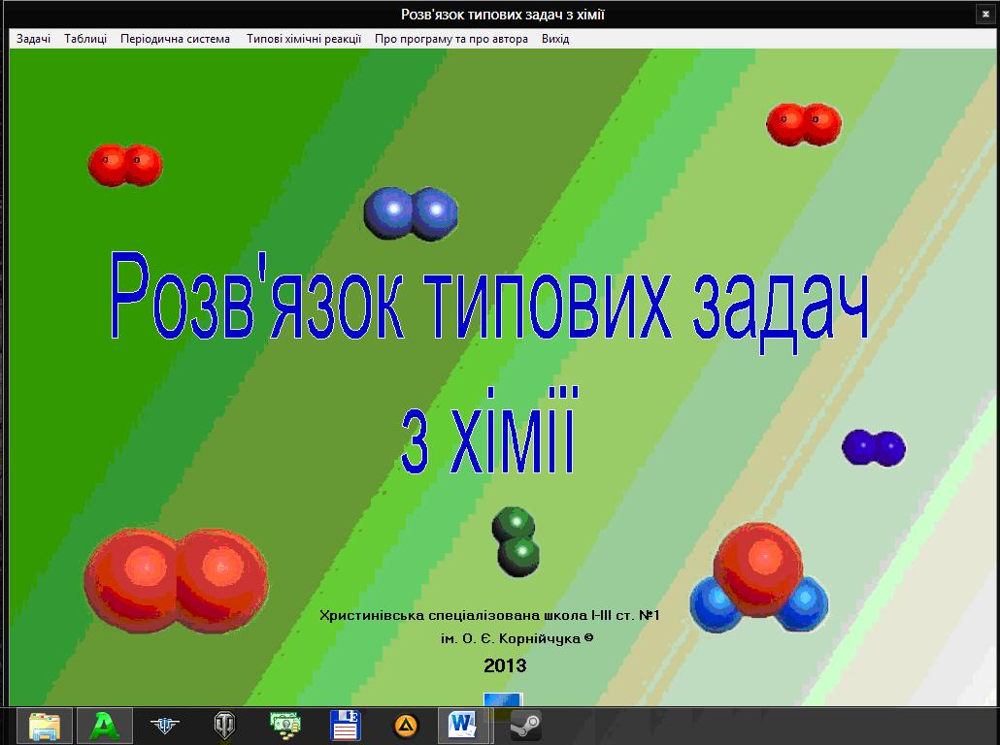 Розв'язок типових задач з хімії
Задачі Таблиці Періодична система Типові хімічні реакції Про програму та про автора Вихід
Розв'язок типових задач
з хімії
Христинівська спеціалізована школа І-ІІІ ст. №1
ім. О. Є. Корнійчука ©
2013